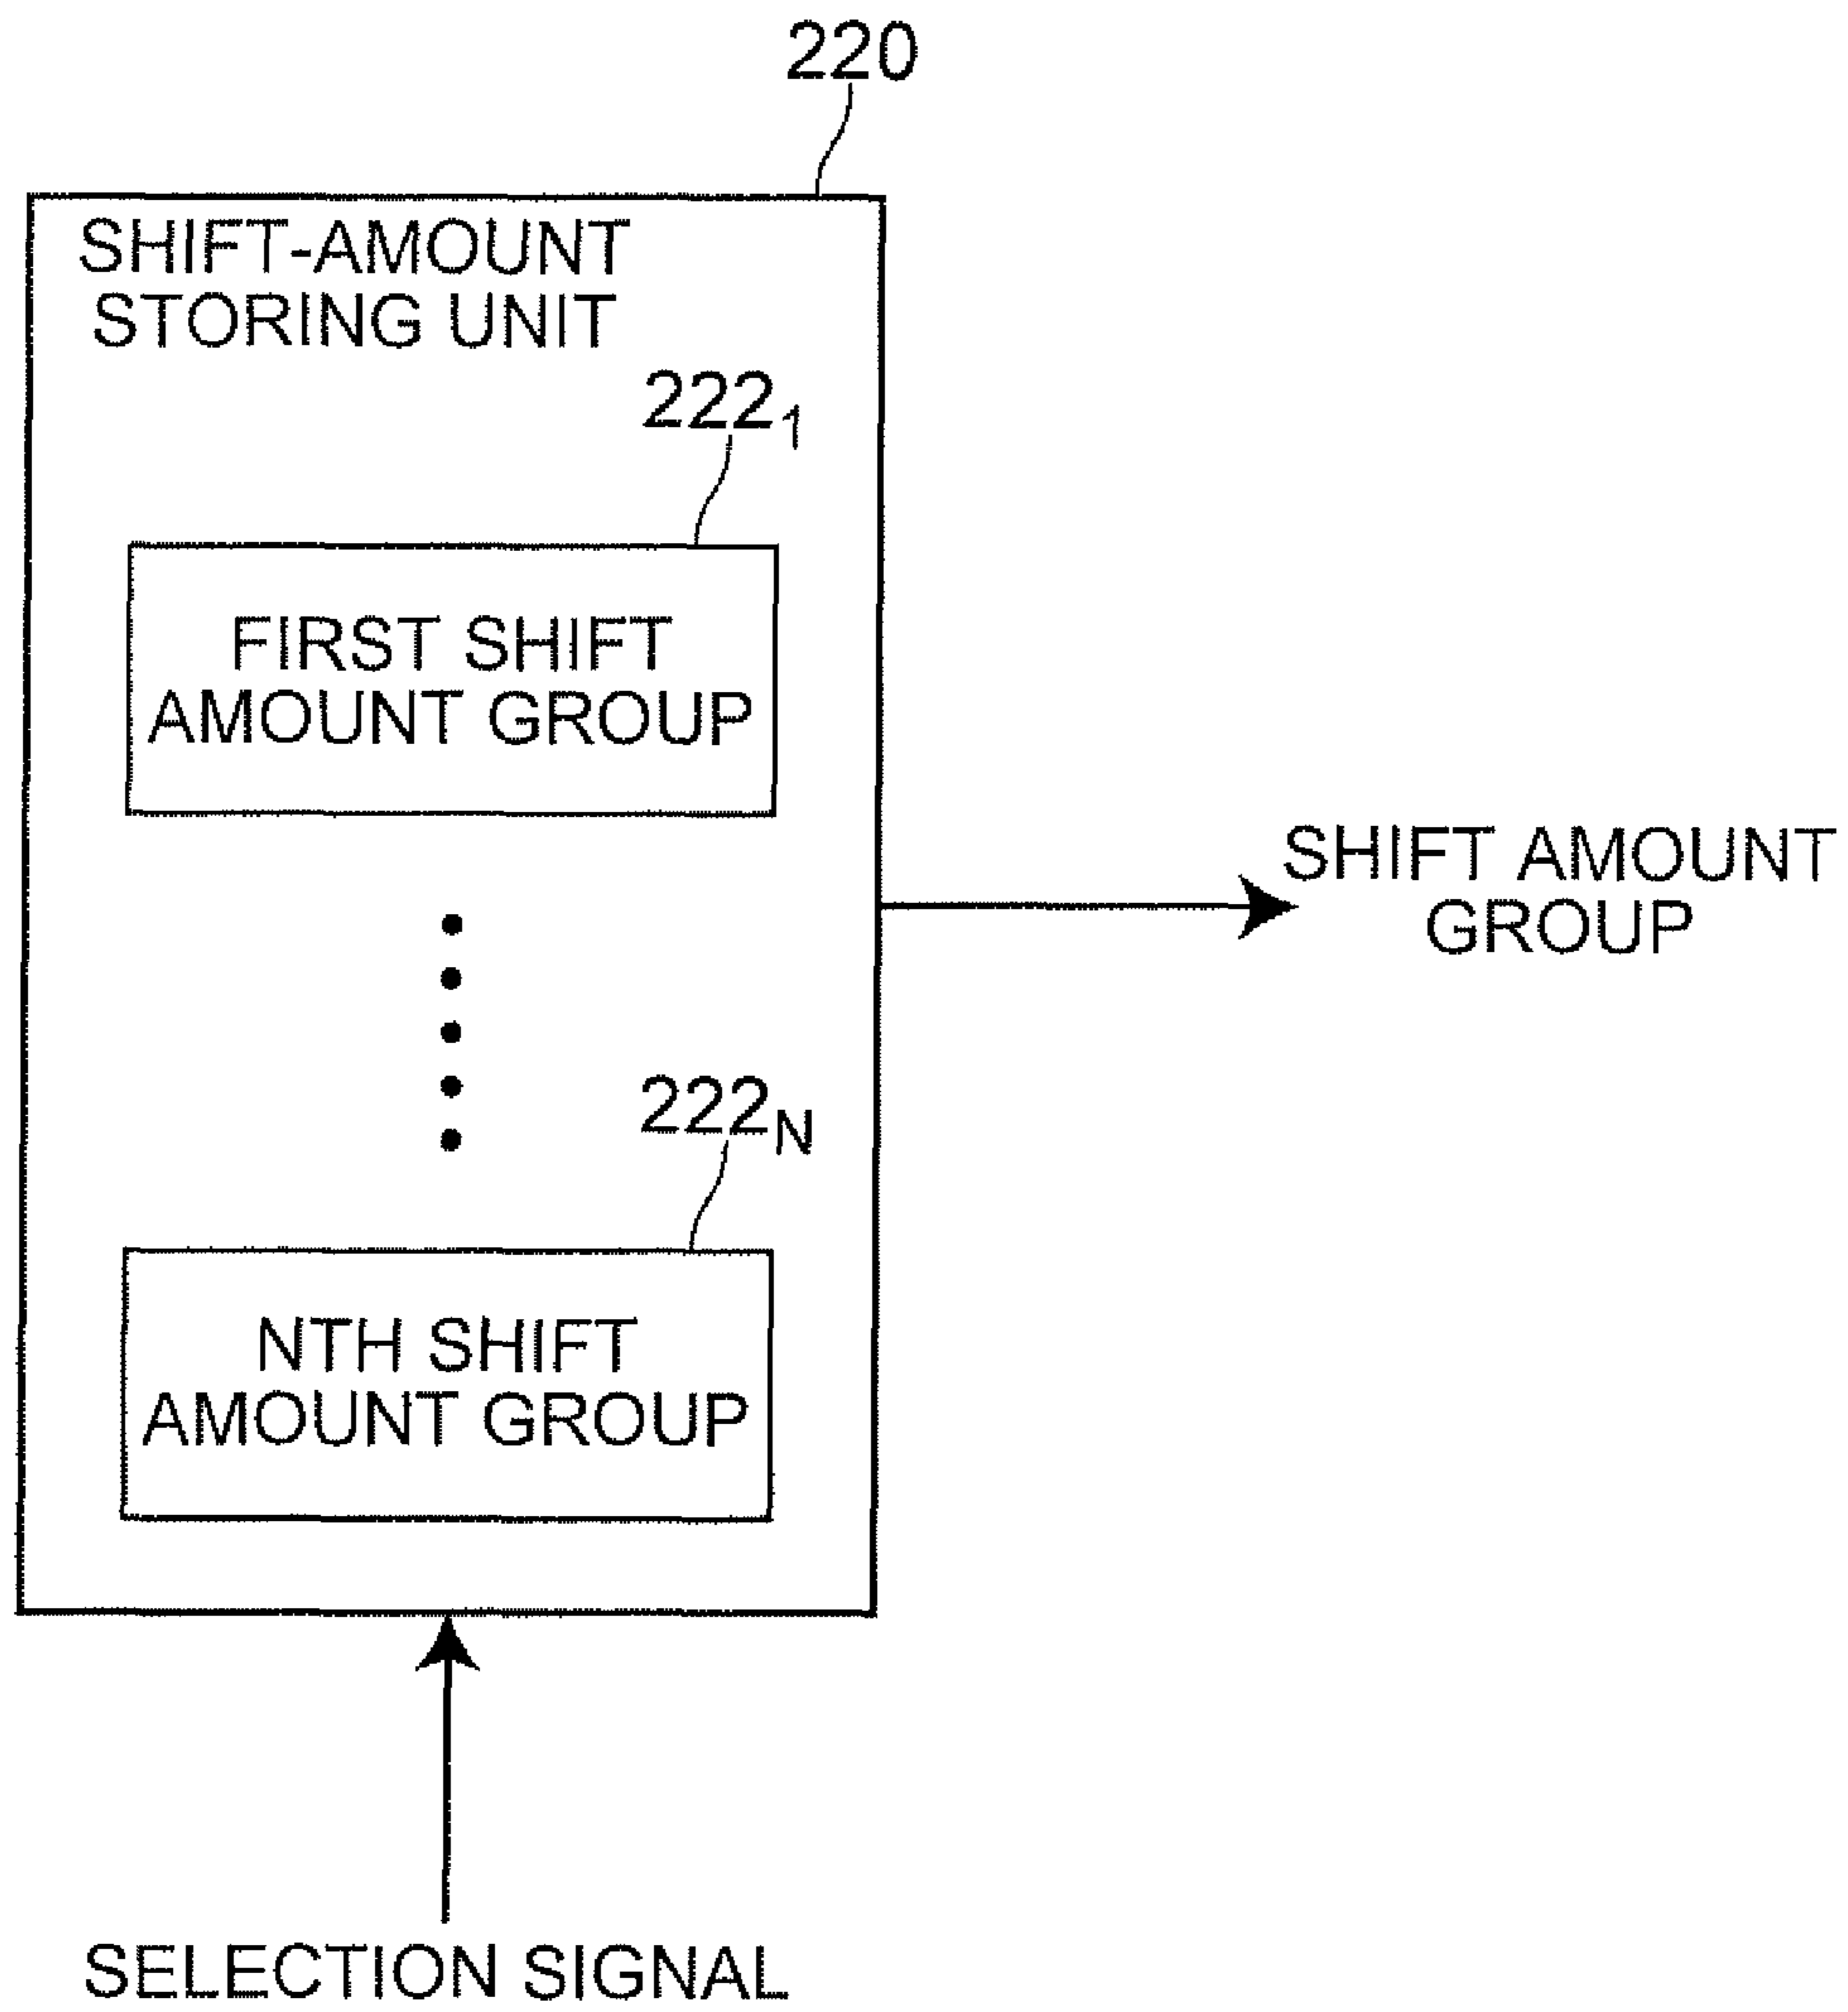 220
SHIFT-AMOUNT
STORING UNIT
222₁
FIRST SHIFT
AMOUNT GROUP
SHIFT AMOUNT
GROUP
222N
NTH SHIFT
AMOUNT GROUP
SELECTION SIGNAL